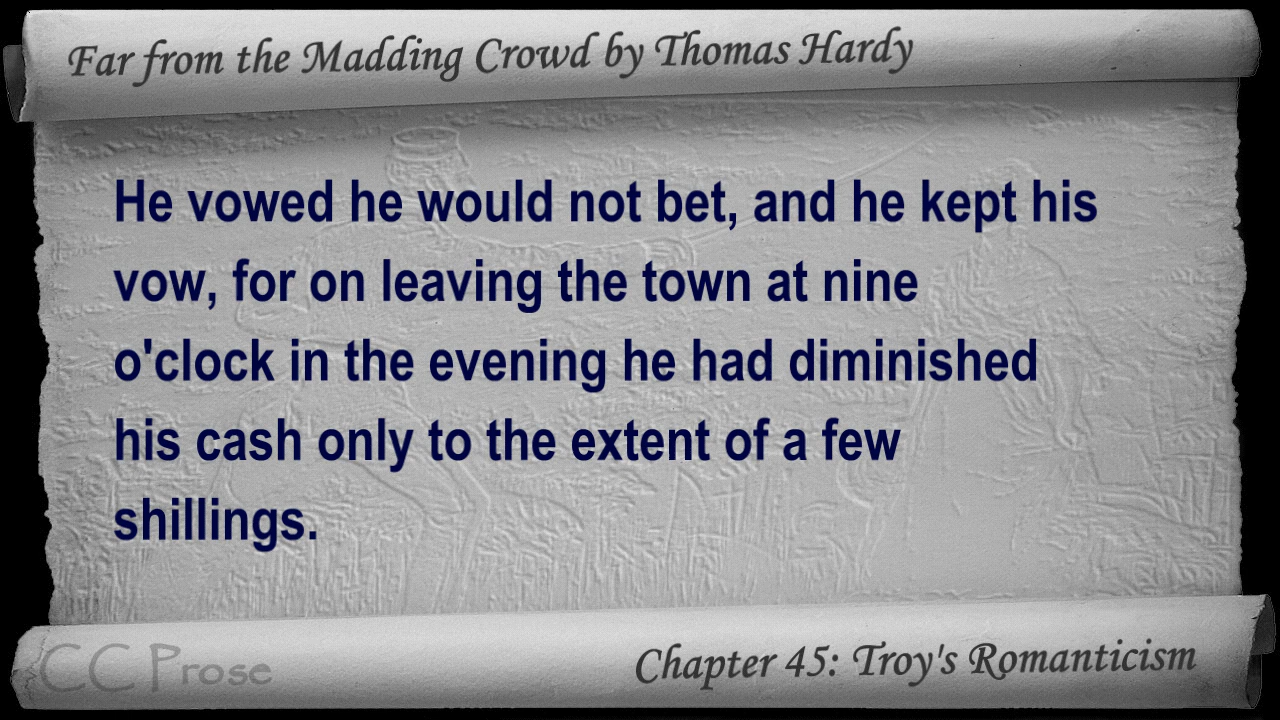 Far from the Madding Crowd by Thomas Hardy
He vowed he would not bet, and he kept his
vow, for on leaving the town at nine
o'clock in the evening he had diminished
his cash only to the extent of a few
shillings.
CC Prose
Chapter 45: Troy's Romanticism